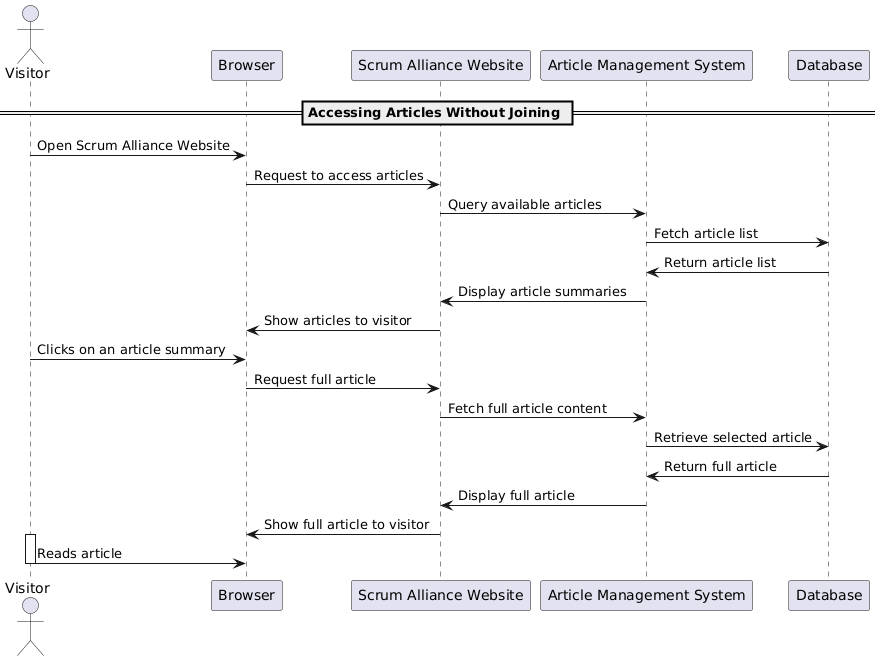 Visitor
Browser
Scrum Alliance Website
Article Management System
Database
Accessing Articles Without Joining
Open Scrum Alliance Website
Request to access articles
Query available articles
Fetch article list
Return article list
Display article summaries
Show articles to visitor
Clicks on an article summary
Request full article
Fetch full article content
Retrieve selected article
Return full article
Display full article
Show full article to visitor
Reads article
Visitor
Browser
Scrum Alliance Website
Article Management System
Database